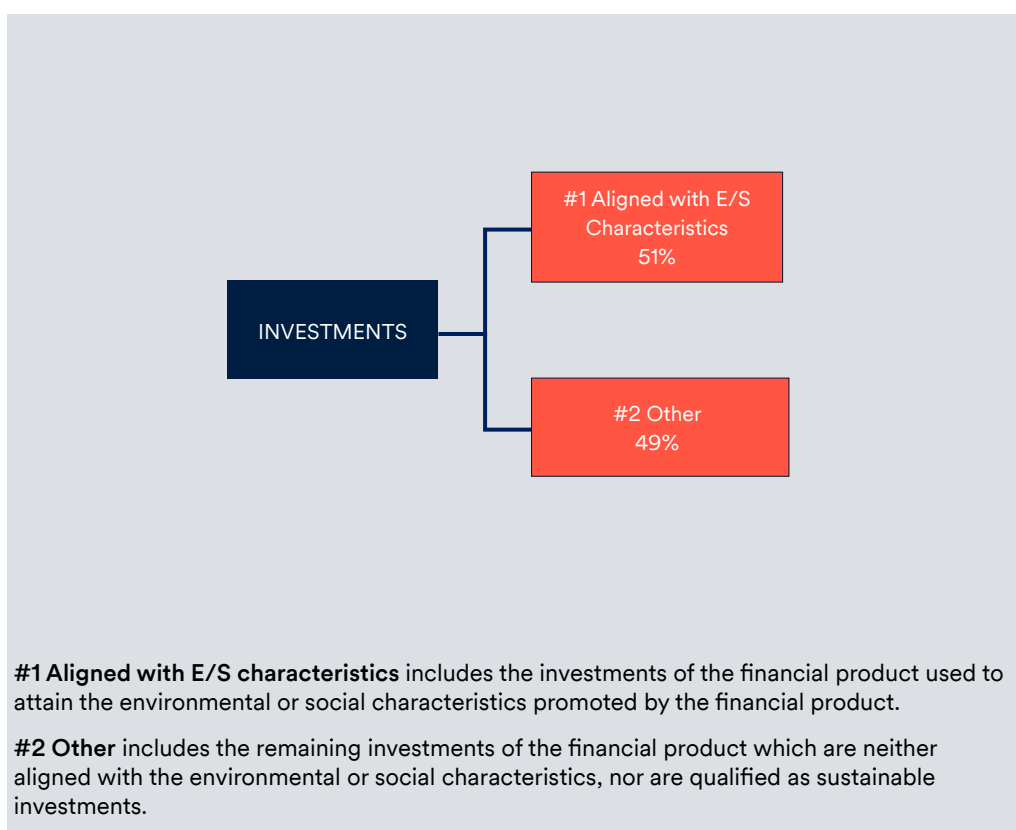 #1 Aligned with E/S
Characteristics
51%
INVESTMENTS
#2 Other
49%
#1 Aligned with E/S characteristics includes the investments of the financial product used to
attain the environmental or social characteristics promoted by the financial product.
#2 Other includes the remaining investments of the financial product which are neither
aligned with the environmental or social characteristics, nor are qualified as sustainable
investments.